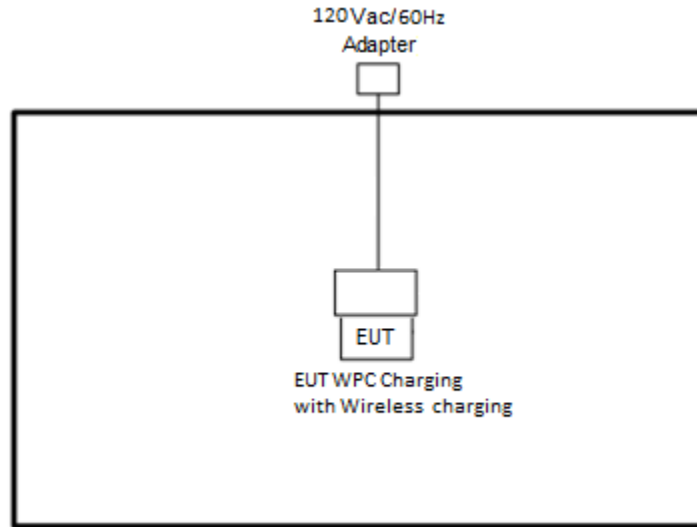 120Vac/60Hz
Adapter
EUT
EUT WPC Charging
with Wireless charging